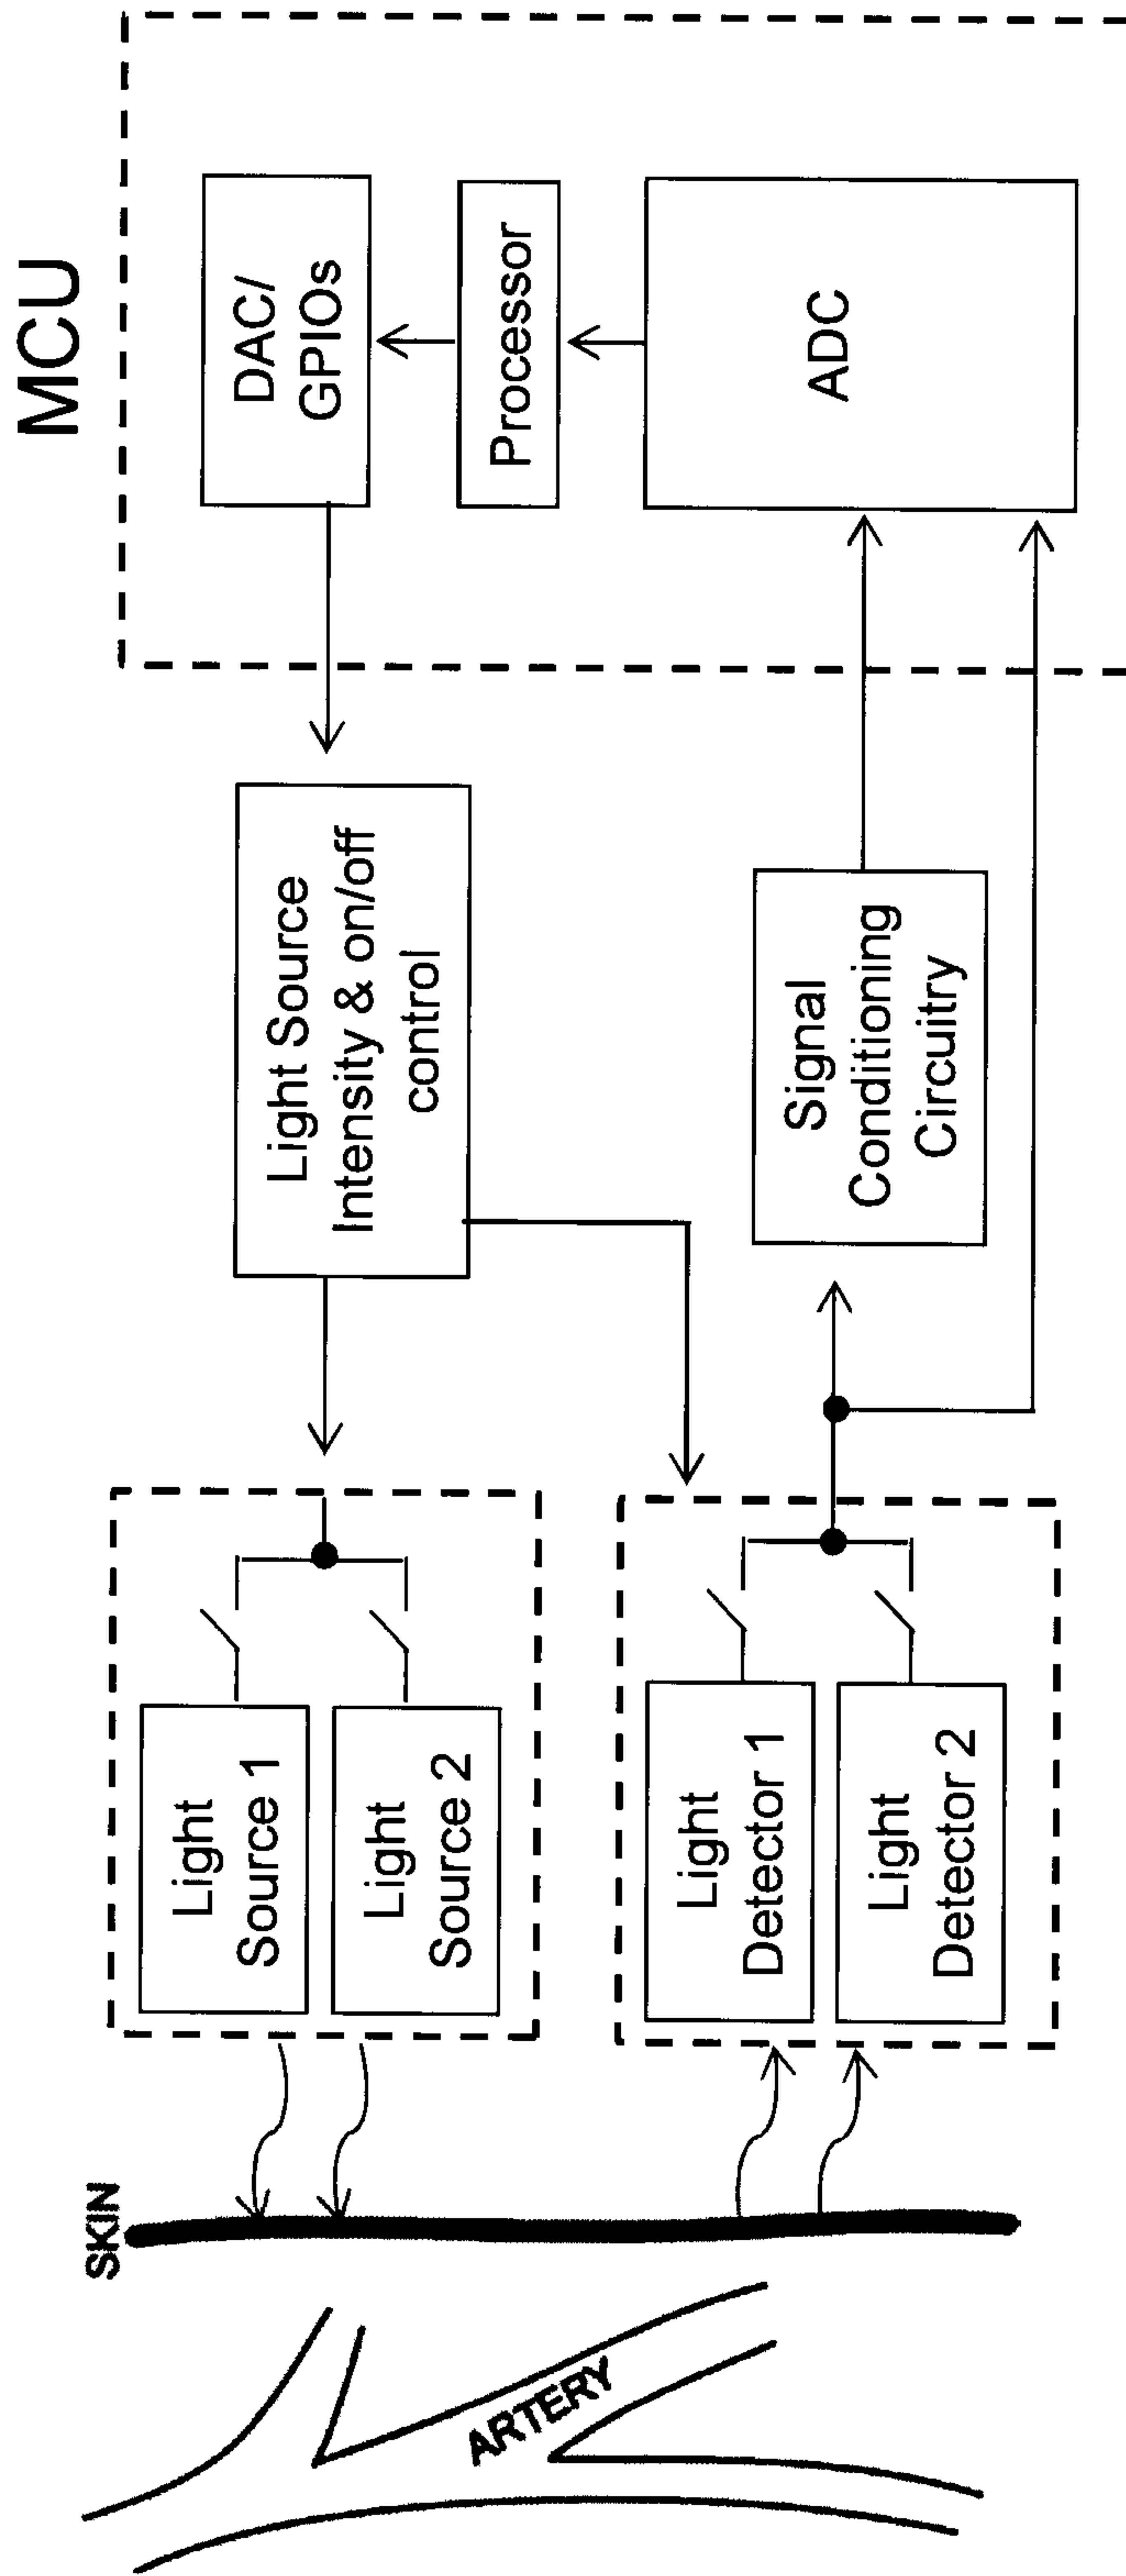 MCU
SKIN
ARTERY
Light
Source 1
Light
Source 2
Light Source
Intensity & on/off
control
DAC/
GPIOs
Processor
ADC
Light
Detector 1
Light
Detector 2
Signal
Conditioning
Circuitry